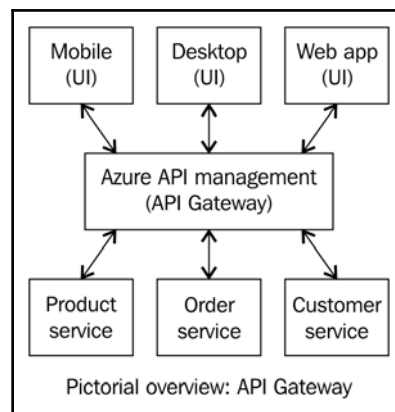 Mobile
(UI)
Desktop
(UI)
Web app
(UI)
Azure API management
(API Gateway)
Product
service
Order
service
Customer
service
Pictorial overview: API Gateway